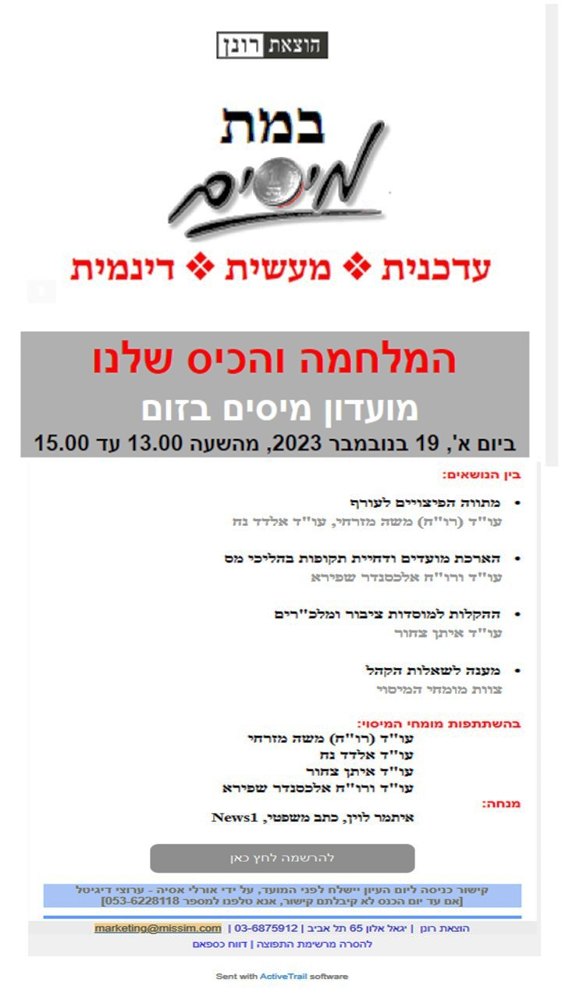 הוצאת רונן
במת
מיסים
עדכנית ❖ מעשית ❖ דינמית
המלחמה והכיס שלנו
מועדון מיסים בזום
ביום א', 19 בנובמבר 2023, מהשעה 13.00 עד 15.00
בין הנושאים:
• מתווה הפיצויים לעורף
עו"ד (רו"ח) משה מזרחי, עו"ד אלדד נח
• הארכת מועדים ודחיית תקופות בהליכי מס
עו"ד ורו"ח אלכסנדר שפירא
• ההקלות למוסדות ציבור ומלכ"רים
עו"ד איתן צחור
• מענה לשאלות הקהל
צוות מומחי המיסוי
בהשתתפות מומחי המיסוי:
עו"ד (רו"ח) משה מזרחי
עו"ד אלדד נח
עו"ד איתן צחור
עו"ד ורו"ח אלכסנדר שפירא
מנחה:
איתמר לוין, כתב משפטי, News1
להרשמה לחץ כאן
קישור כניסה ליום העיון יישלח לפני המועד, על ידי אורלי אסיה - ערוצי דיגיטל
[אם עד יום הכנס לא קיבלתם קישור, אנא טלפנו למספר 053-6228118]
הוצאת רונן | יגאל אלון 65 תל אביב | 03-6875912 | marketing@missim.com
להסרה מרשימת התפוצה | דווח כספאם
Sent with ActiveTrail software